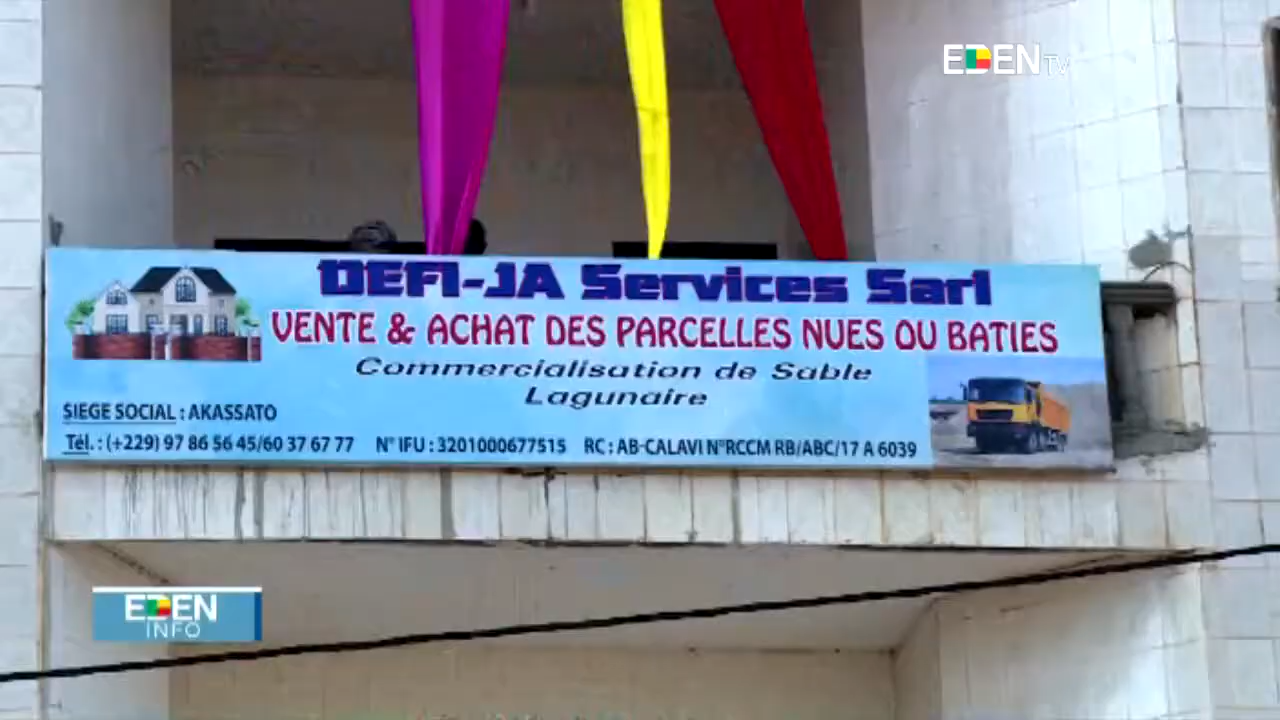 EDEN TV
DEFI-JA Services Sarl
VENTE & ACHAT DES PARCELLES NUES OU BATIES
Commercialisation de Sable
Lagunaire
SIEGE SOCIAL : AKASSATO
Tél. : (+229) 97 86 56 45/60 37 67 77 N° IFU : 3201000677515 RC : AB-CALAVI N°RCCM RB/ABC/17 A 6039
EDEN
INFO